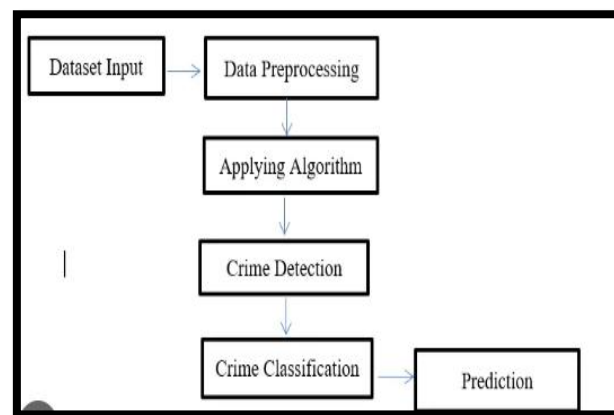 Dataset Input
Data Preprocessing
Applying Algorithm
Crime Detection
Crime Classification
Prediction